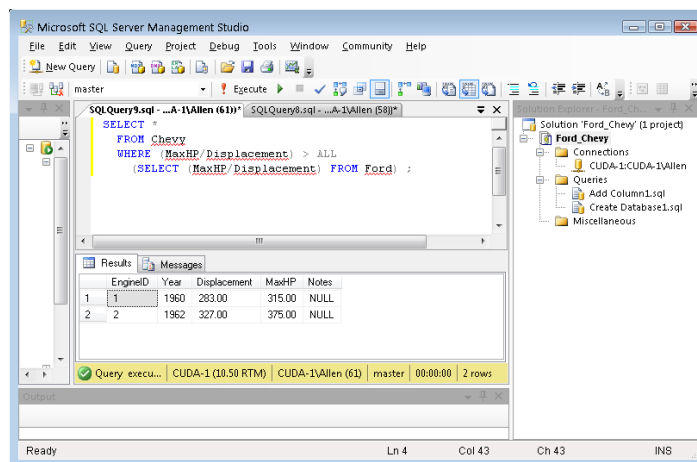 Microsoft SQL Server Management Studio
File Edit View Query Project Debug Tools Window Community Help
New Query
master Execute
SQLQuery9.sql - ...A-1\Allen (61))* SQLQuery8.sql - ...A-1\Allen (58))*
SELECT *
FROM Chevy
WHERE (MaxHP/Displacement) > ALL
(SELECT (MaxHP/Displacement) FROM Ford) ;
Results Messages
EngineID Year Displacement MaxHP Notes
1 1 1960 283.00 315.00 NULL
2 2 1962 327.00 375.00 NULL
Query execu... CUDA-1 (10.50 RTM) CUDA-1\Allen (61) master 00:00:00 2 rows
Solution Explorer - Ford_Ch...
Solution 'Ford_Chevy' (1 project)
Ford_Chevy
Connections
CUDA-1:CUDA-1\Allen
Queries
Add Column1.sql
Create Database1.sql
Miscellaneous
Output
Ready Ln 4 Col 43 Ch 43 INS